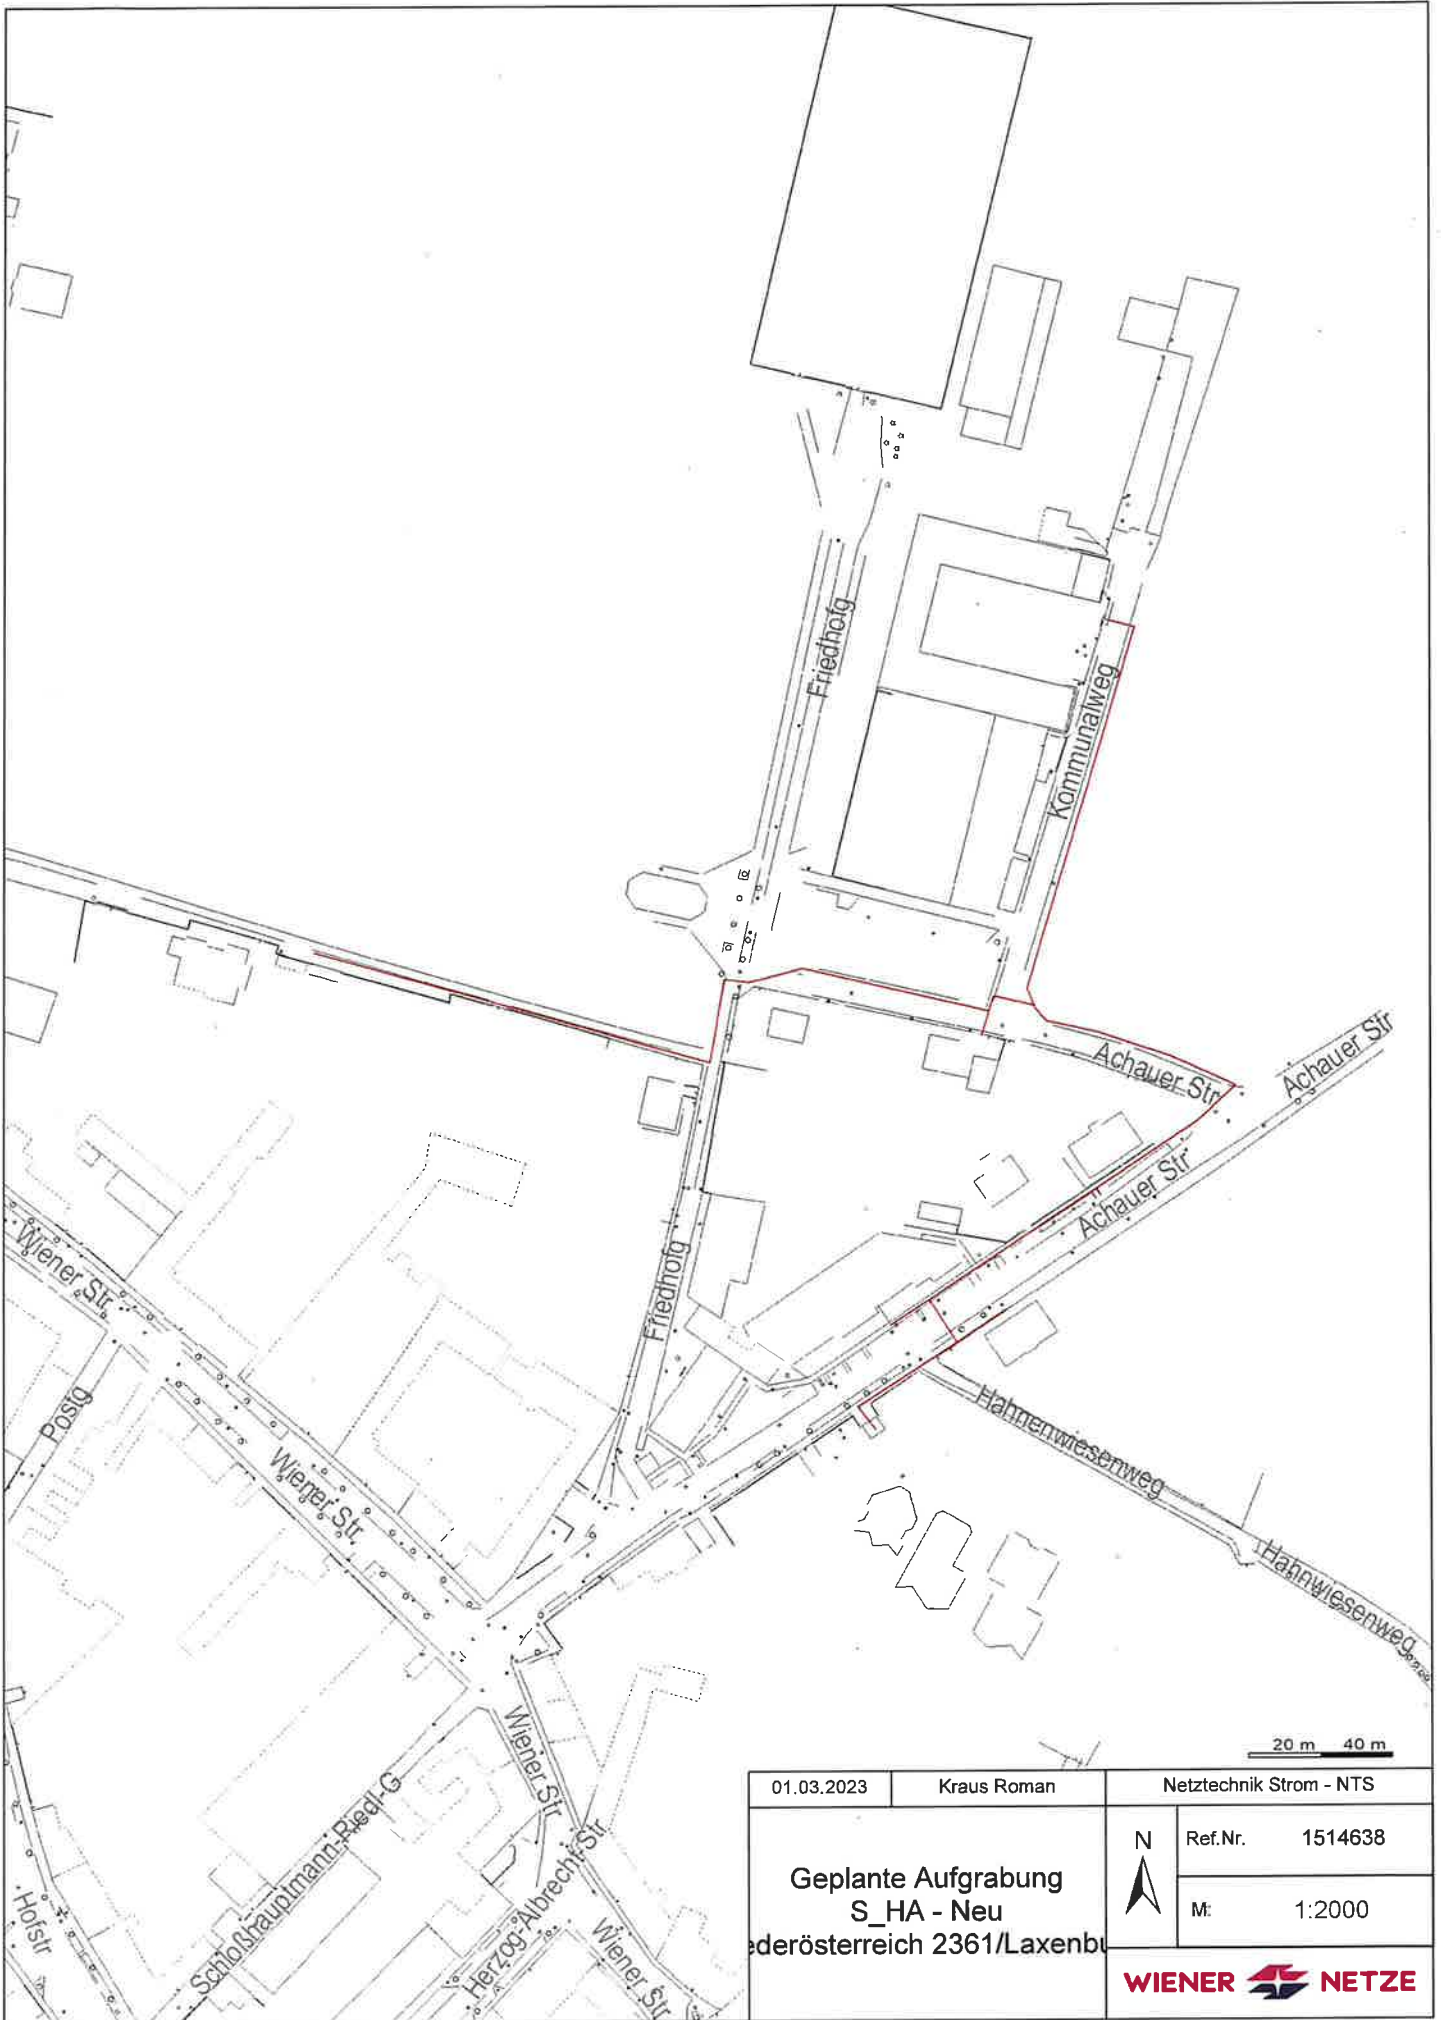 Friedhofg
Kommunalweg
Achauer Str
Achauer Str
Achauer Str
Friedhofg
Wiener Str
Posig
Wiener Str
Hahnenwiesenweg
Hahnwiesenweg
Wiener Str
Schloßhauptmann-Riedl-G
Herzog-Albrecht-Str
Hofstr
Wiener Str
20 m 40 m
01.03.2023 Kraus Roman Netztechnik Strom - NTS
N
Ref.Nr. 1514638
M: 1:2000
Geplante Aufgrabung
S_HA - Neu
ederösterreich 2361/Laxenbu
WIENER NETZE